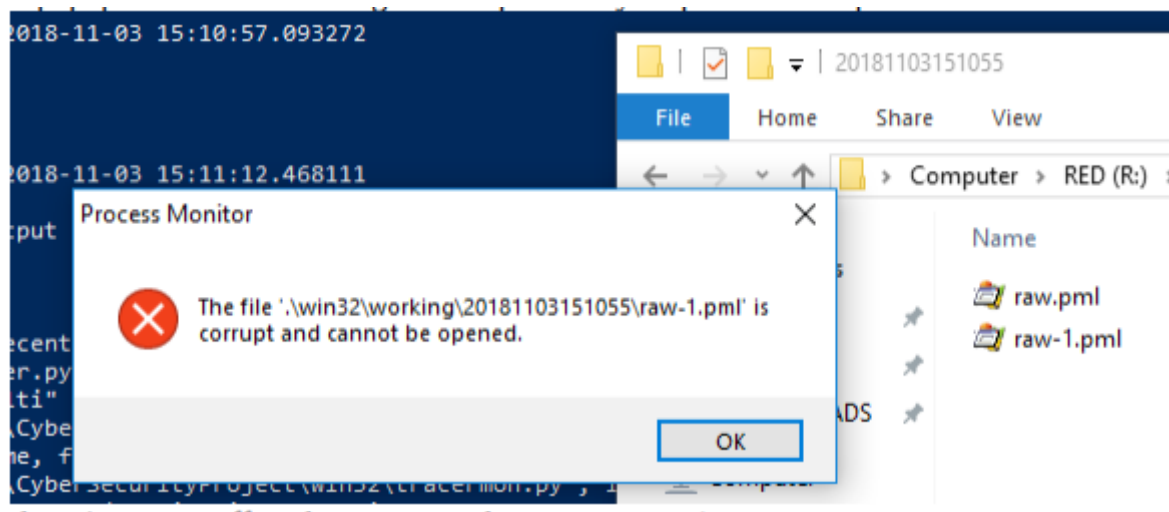 2018-11-03 15:10:57.093272
2018-11-03 15:11:12.468111
20181103151055
File Home Share View
Computer RED (R:)
Process Monitor
The file '.\win32\working\20181103151055\raw-1.pml' is
corrupt and cannot be opened.
OK
Name
raw.pml
raw-1.pml
tput
ecent
er.py
lti"
\Cybe
me, f
\CyberSecurityProject\win32\tracermon.py",
ADS
Computer